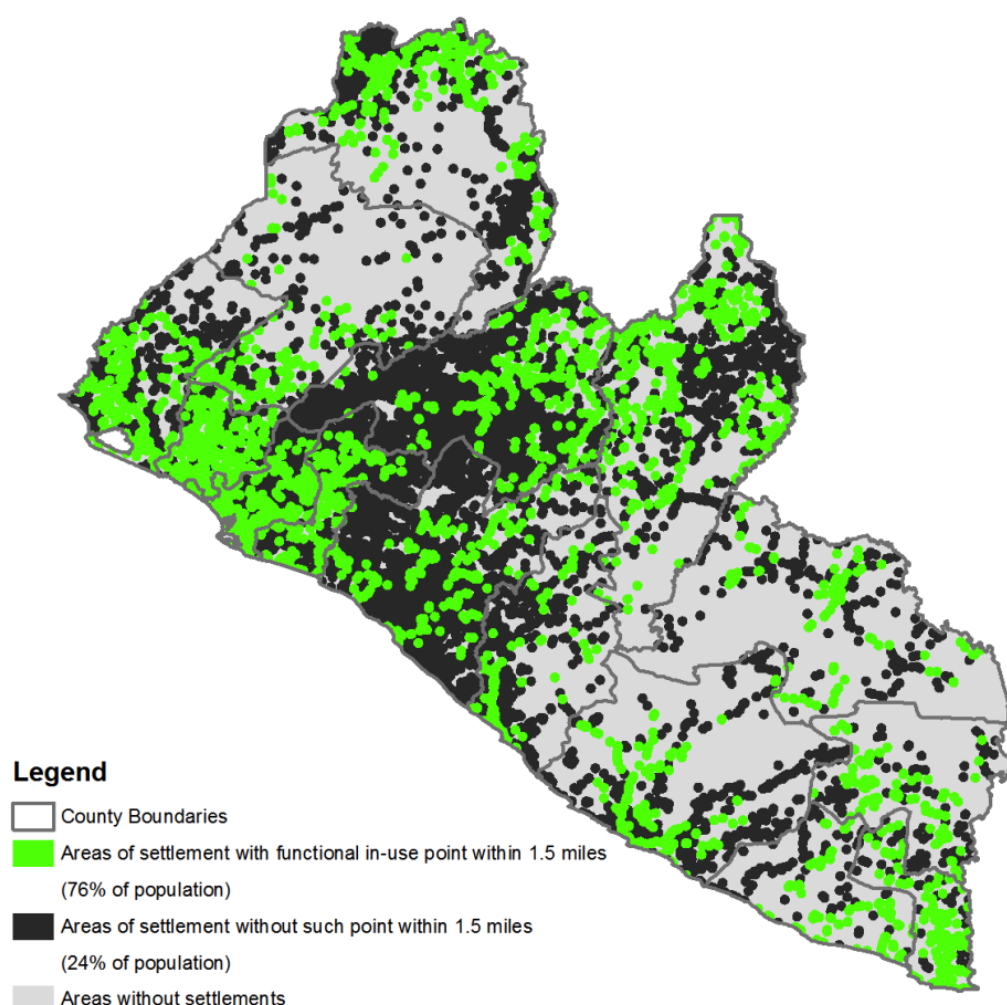 Legend
County Boundaries
Areas of settlement with functional in-use point within 1.5 miles
(76% of population)
Areas of settlement without such point within 1.5 miles
(24% of population)
Areas without settlements